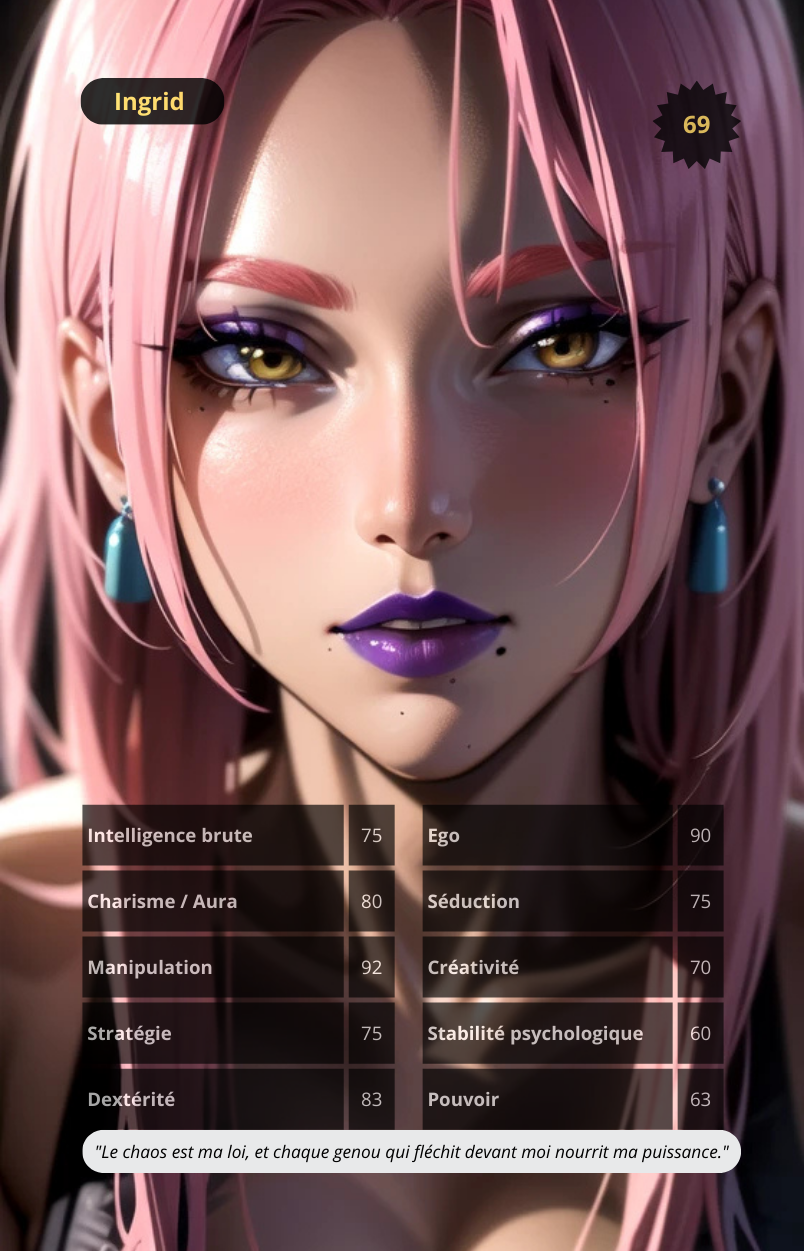 Ingrid
69
Intelligence brute 75
Ego 90
Charisme / Aura 80
Séduction 75
Manipulation 92
Créativité 70
Stratégie 75
Stabilité psychologique 60
Dextérité 83
Pouvoir 63
"Le chaos est ma loi, et chaque genou qui fléchit devant moi nourrit ma puissance."